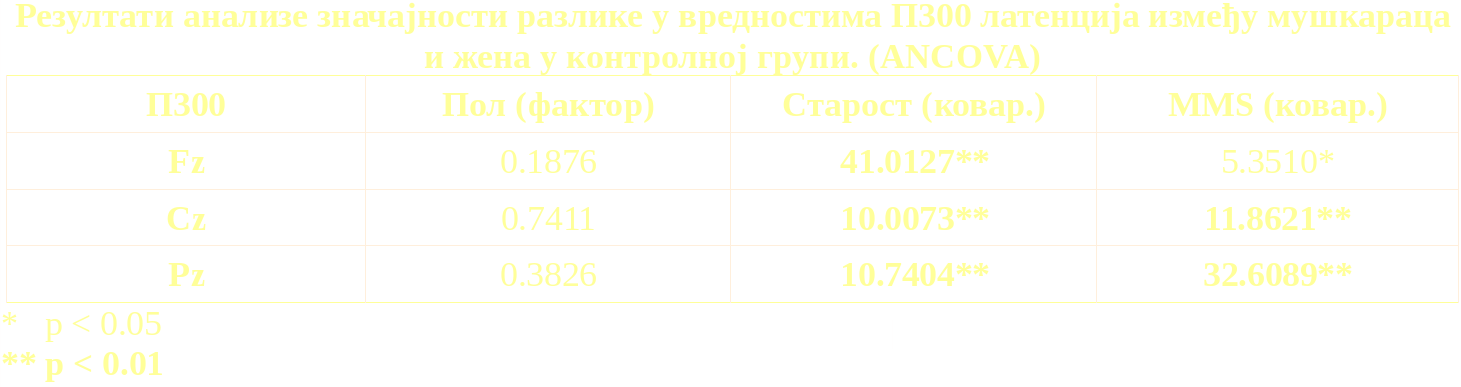 Резултати анализе значајности разлике у вредностима П300 латенција између мушкараца
и жена у контролној групи. (ANCOVA)
П300 Пол (фактор) Старост (ковар.) MMS (ковар.)
Fz 0.1876 41.0127** 5.3510*
Cz 0.7411 10.0073** 11.8621**
Pz 0.3826 10.7404** 32.6089**
* p < 0.05
** p < 0.01